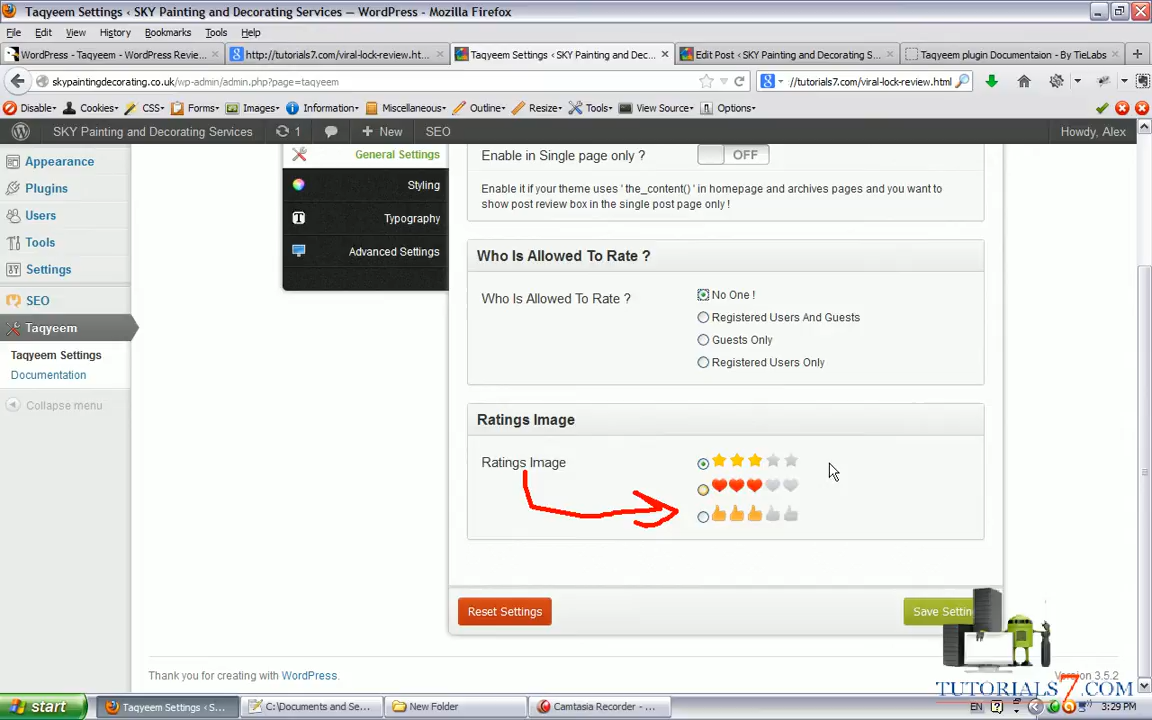 Taqyeem Settings ‹ SKY Painting and Decorating Services — WordPress - Mozilla Firefox
File Edit View History Bookmarks Tools Help
WordPress - Taqyeem - WordPress Revie...
http://tutorials7.com/viral-lock-review.ht...
Taqyeem Settings ‹ SKY Painting and Dec...
Edit Post ‹ SKY Painting and Decorating S...
Taqyeem plugin Documentaion - By TieLabs
skypaintingdecorating.co.uk/wp-admin/admin.php?page=taqyeem
//tutorials7.com/viral-lock-review.html
Disable Cookies CSS Forms Images Information Miscellaneous Outline Resize Tools View Source Options
SKY Painting and Decorating Services 1 + New SEO Howdy, Alex
Appearance
Plugins
Users
Tools
Settings
SEO
Taqyeem
Taqyeem Settings
Documentation
Collapse menu
General Settings
Styling
Typography
Advanced Settings
Enable in Single page only ? OFF
Enable it if your theme uses ' the_content() ' in homepage and archives pages and you want to
show post review box in the single post page only !
Who Is Allowed To Rate ?
Who Is Allowed To Rate ? No One !
Registered Users And Guests
Guests Only
Registered Users Only
Ratings Image
Ratings Image
Reset Settings Save Settin
Thank you for creating with WordPress. Version 3.5.2
TUTORIALS7.COM
start Taqyeem Settings ‹ S... C:\Documents and Se... New Folder Camtasia Recorder - ... EN 3:29 PM